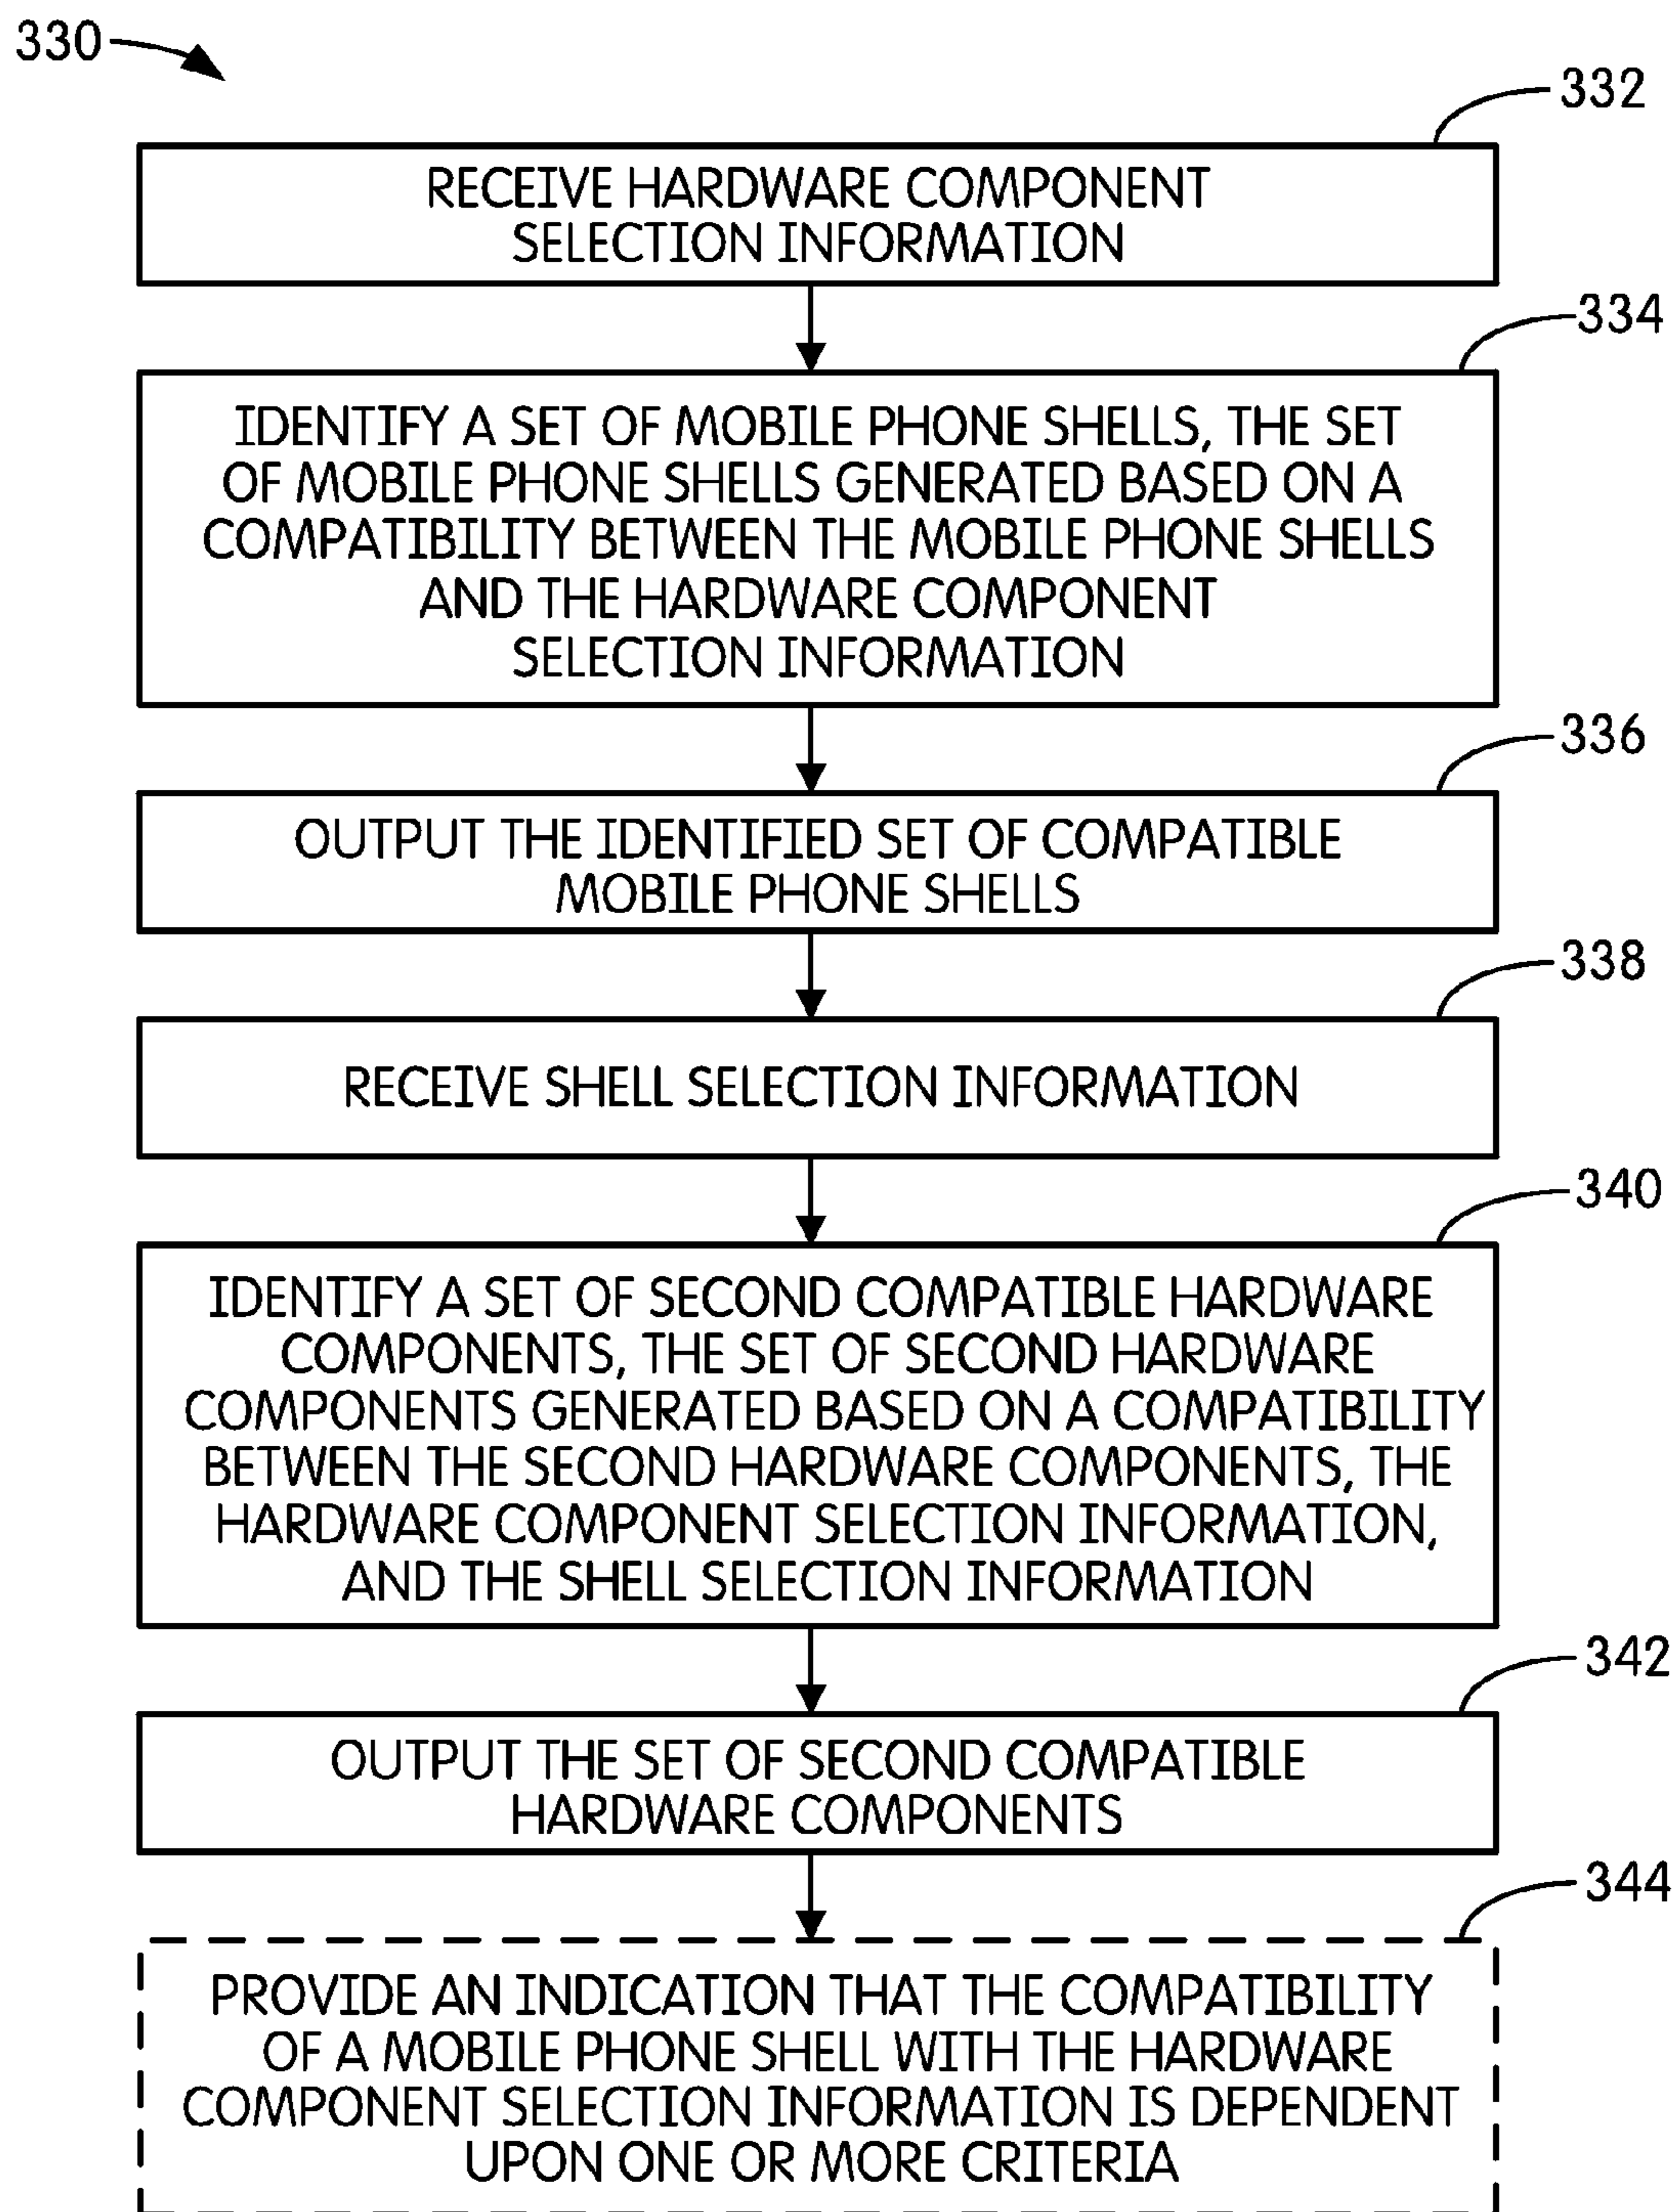 330
332
RECEIVE HARDWARE COMPONENT
SELECTION INFORMATION
334
IDENTIFY A SET OF MOBILE PHONE SHELLS, THE SET
OF MOBILE PHONE SHELLS GENERATED BASED ON A
COMPATIBILITY BETWEEN THE MOBILE PHONE SHELLS
AND THE HARDWARE COMPONENT
SELECTION INFORMATION
336
OUTPUT THE IDENTIFIED SET OF COMPATIBLE
MOBILE PHONE SHELLS
338
RECEIVE SHELL SELECTION INFORMATION
340
IDENTIFY A SET OF SECOND COMPATIBLE HARDWARE
COMPONENTS, THE SET OF SECOND HARDWARE
COMPONENTS GENERATED BASED ON A COMPATIBILITY
BETWEEN THE SECOND HARDWARE COMPONENTS, THE
HARDWARE COMPONENT SELECTION INFORMATION,
AND THE SHELL SELECTION INFORMATION
342
OUTPUT THE SET OF SECOND COMPATIBLE
HARDWARE COMPONENTS
344
PROVIDE AN INDICATION THAT THE COMPATIBILITY
OF A MOBILE PHONE SHELL WITH THE HARDWARE
COMPONENT SELECTION INFORMATION IS DEPENDENT
UPON ONE OR MORE CRITERIA